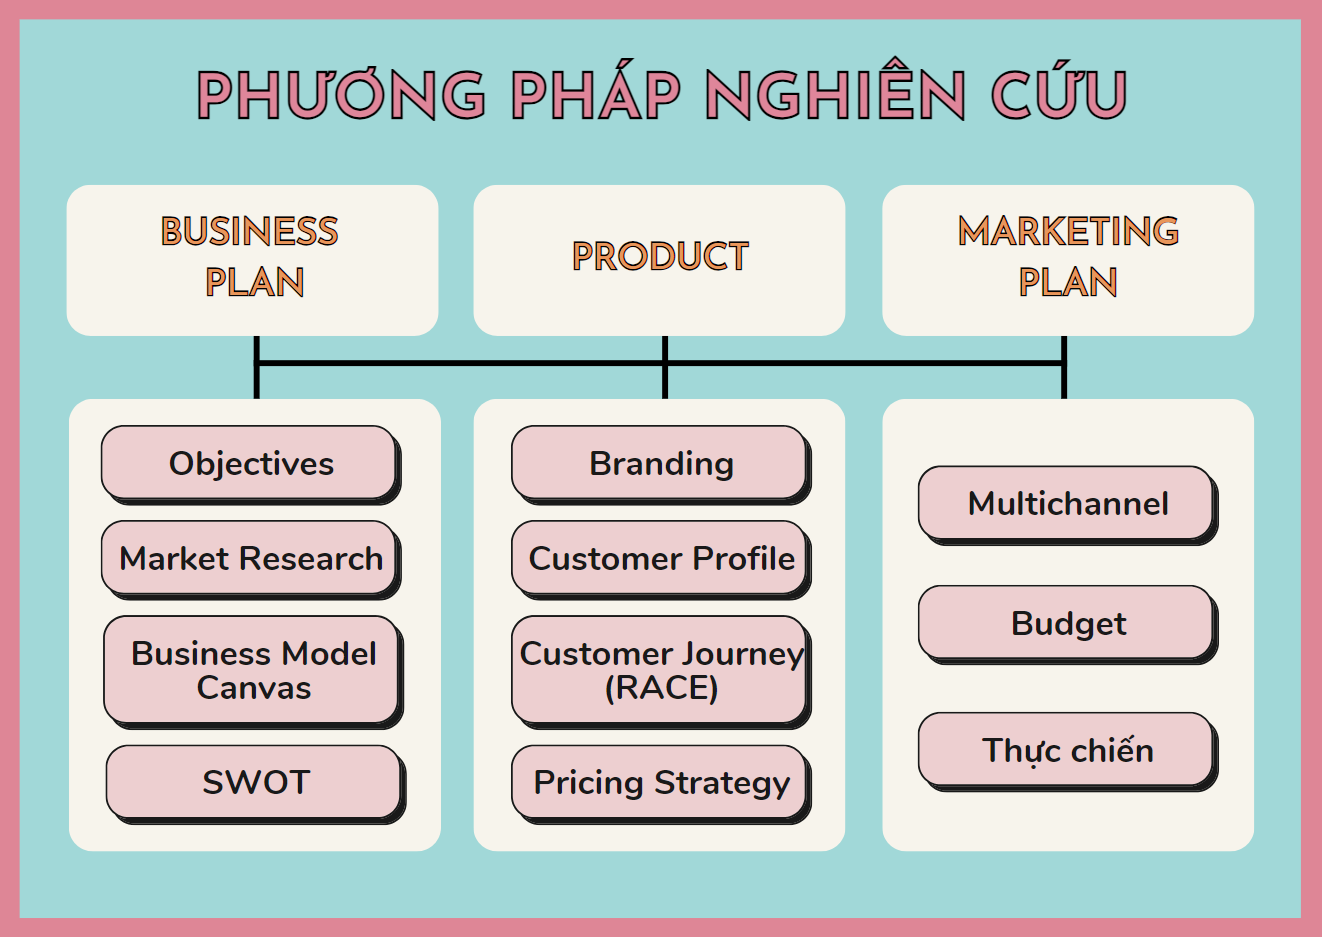 PHƯƠNG PHÁP NGHIÊN CỨU
BUSINESS
PLAN
PRODUCT
MARKETING
PLAN
Objectives
Market Research
Business Model
Canvas
SWOT
Branding
Customer Profile
Customer Journey
(RACE)
Pricing Strategy
Multichannel
Budget
Thực chiến